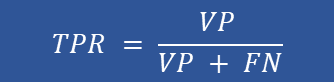 TPR = VP / (VP + FN)